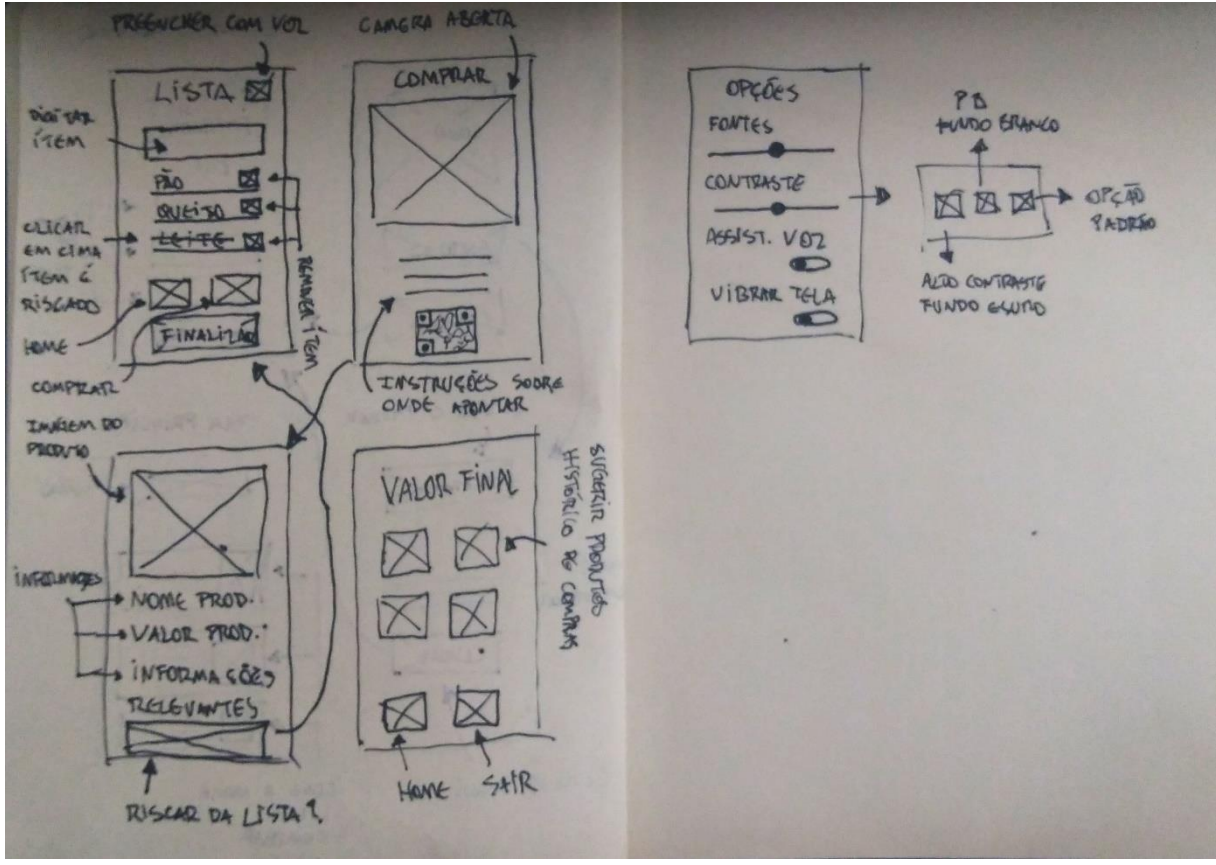 PREENCHER COM VOZ
LISTA
DIGITAR
ÍTEM
PÃO
QUEIJO
LEITE
CLICAR
EM CIMA
ÍTEM É
RISCADO
REMOVER ÍTEM
HOME
FINALIZAR
COMPRAR
CAMERA ABERTA
COMPRAR
INSTRUÇÕES SOBRE
ONDE APONTAR
IMAGEM DO
PRODUTO
INFORMAÇÕES
NOME PROD.
VALOR PROD.
INFORMAÇÕES
RELEVANTES
RISCAR DA LISTA?
VALOR FINAL
SUGERIR PRODUTOS
HISTÓRICO DE COMPRAS
HOME
SAIR
OPÇÕES
FONTES
CONTRASTE
ASSIST. VOZ
VIBRAR TELA
PB
FUNDO BRANCO
OPÇÃO
PADRÃO
ALTO CONTRASTE
FUNDO ESCURO